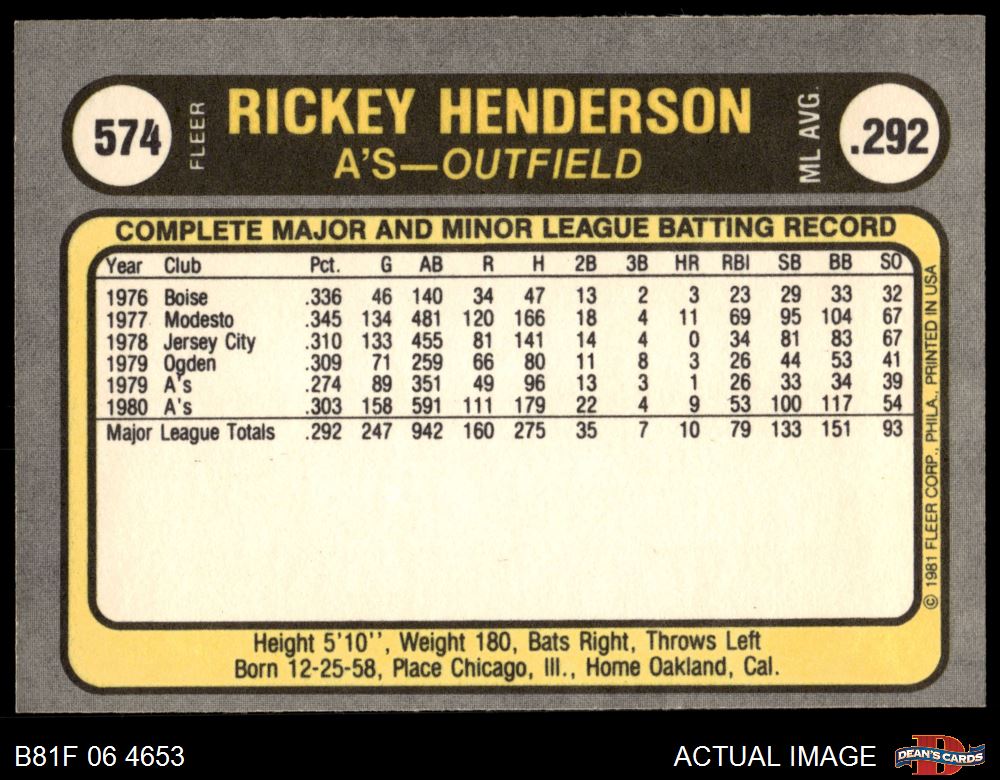 574 FLEER RICKEY HENDERSON ML AVG. .292
A'S—OUTFIELD
COMPLETE MAJOR AND MINOR LEAGUE BATTING RECORD
Year Club Pct. G AB R H 2B 3B HR RBI SB BB SO
1976 Boise .336 46 140 34 47 13 2 3 23 29 33 32
1977 Modesto .345 134 481 120 166 18 4 11 69 95 104 67
1978 Jersey City .310 133 455 81 141 14 4 0 34 81 83 67
1979 Ogden .309 71 259 66 80 11 8 3 26 44 53 41
1979 A's .274 89 351 49 96 13 3 1 26 33 34 39
1980 A's .303 158 591 111 179 22 4 9 53 100 117 54
Major League Totals .292 247 942 160 275 35 7 10 79 133 151 93
© 1981 FLEER CORP., PHILA., PRINTED IN USA
Height 5'10'', Weight 180, Bats Right, Throws Left
Born 12-25-58, Place Chicago, Ill., Home Oakland, Cal.
B81F 06 4653 ACTUAL IMAGE DEAN'S CARDS